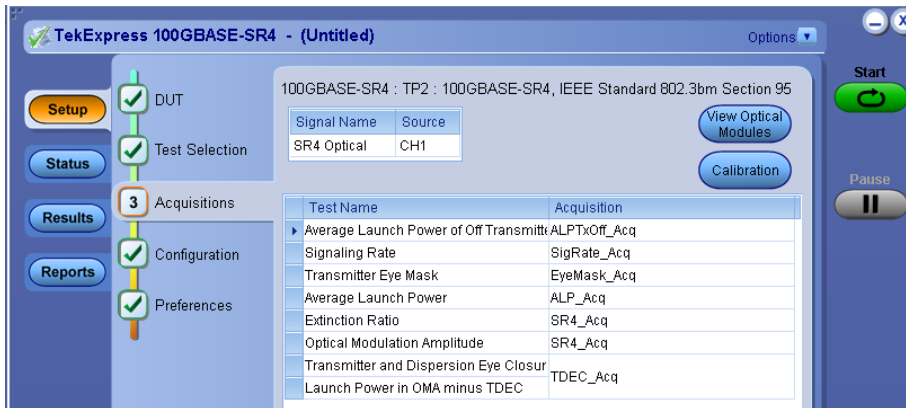 TekExpress 100GBASE-SR4 - (Untitled)
Options
Start
Setup
Status
Results
Reports
DUT
Test Selection
3 Acquisitions
Configuration
Preferences
100GBASE-SR4 : TP2 : 100GBASE-SR4, IEEE Standard 802.3bm Section 95
Signal Name Source
SR4 Optical CH1
View Optical
Modules
Calibration
Pause
Test Name Acquisition
Average Launch Power of Off Transmitte ALPTxOff_Acq
Signaling Rate SigRate_Acq
Transmitter Eye Mask EyeMask_Acq
Average Launch Power ALP_Acq
Extinction Ratio SR4_Acq
Optical Modulation Amplitude SR4_Acq
Transmitter and Dispersion Eye Closur
TDEC_Acq
Launch Power in OMA minus TDEC